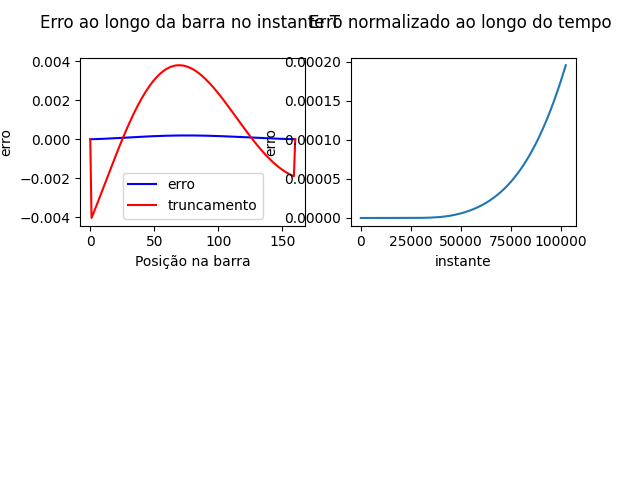 Erro ao longo da barra no instante T
Erro normalizado ao longo do tempo
erro
0.004
0.002
0.000
−0.002
−0.004
erro
truncamento
0
50
100
150
Posição na barra
erro
0.00020
0.00015
0.00010
0.00005
0.00000
0
25000
50000
75000
100000
instante